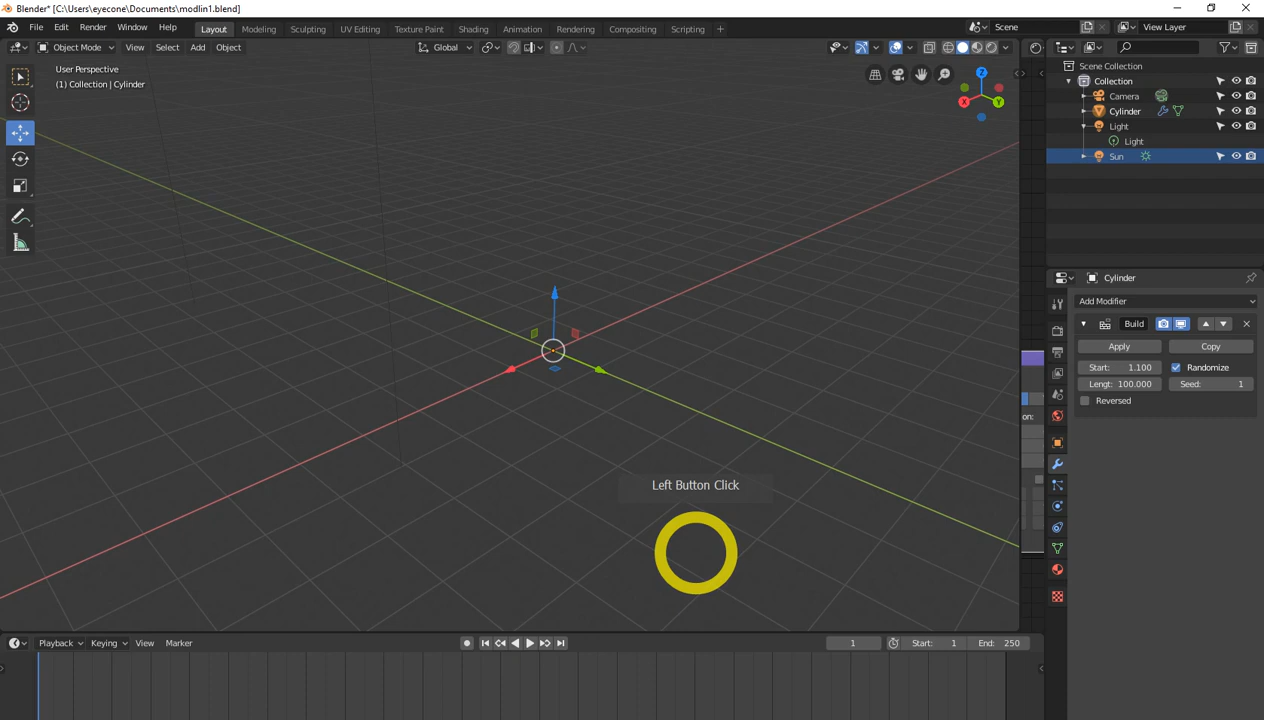 Blender* [C:\Users\eyecone\Documents\modlin1.blend]
File Edit Render Window Help Layout Modeling Sculpting UV Editing Texture Paint Shading Animation Rendering Compositing Scripting + Scene View Layer
Object Mode View Select Add Object Global
User Perspective
(1) Collection | Cylinder
Z
X
Y
Scene Collection
Collection
Camera
Cylinder
Light
Light
Sun
Cylinder
Add Modifier
Build
Apply Copy
Start: 1.100 Randomize
Lengt: 100.000 Seed: 1
Reversed
on:
Left Button Click
Playback Keying View Marker 1 Start: 1 End: 250